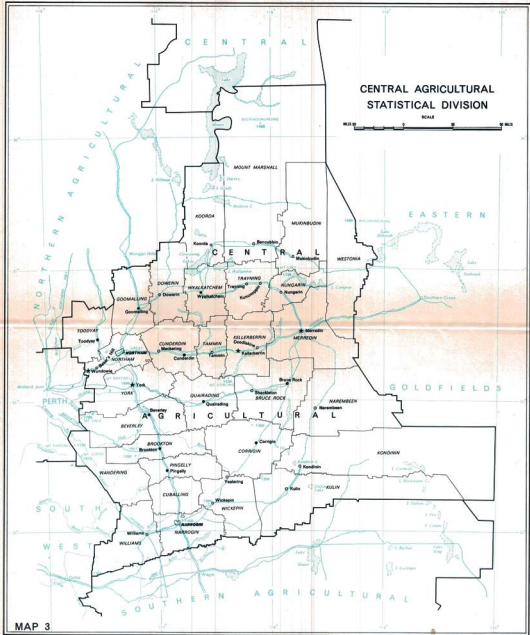 CENTRAL AGRICULTURAL
STATISTICAL DIVISION
SCALE
CENTRAL
NORTHERN AGRICULTURAL
EASTERN
GOLDFIELDS
CENTRAL
AGRICULTURAL
PERTH
SOUTH
WEST
SOUTHERN AGRICULTURAL
MOUNT MARSHALL
KOORDA
MUKINBUDIN
Koorda
Bencubbin
Mukinbudin
WESTONIA
DOWERIN
WYALKATCHEM
TRAYNING
NUNGARIN
Dowerin
Wyalkatchem
Trayning
Kununoppin
Nungarin
GOOMALLING
Goomalling
TOODYAY
Toodyay
CUNDERDIN
TAMMIN
KELLERBERRIN
Merredin
MERREDIN
Meckering
Cunderdin
Tammin
Doodlakine
Kellerberrin
NORTHAM
NORTHAM
Wundowie
York
YORK
Bruce Rock
QUAIRADING
Quairading
Shackleton
BRUCE ROCK
NAREMBEEN
Narembeen
Beverley
BEVERLEY
BROOKTON
Brookton
Corrigin
CORRIGIN
KONDININ
Kondinin
WANDERING
PINGELLY
Pingelly
Yealering
Kulin
KULIN
CUBALLING
Wickepin
WICKEPIN
NARROGIN
NARROGIN
Williams
WILLIAMS
MAP 3